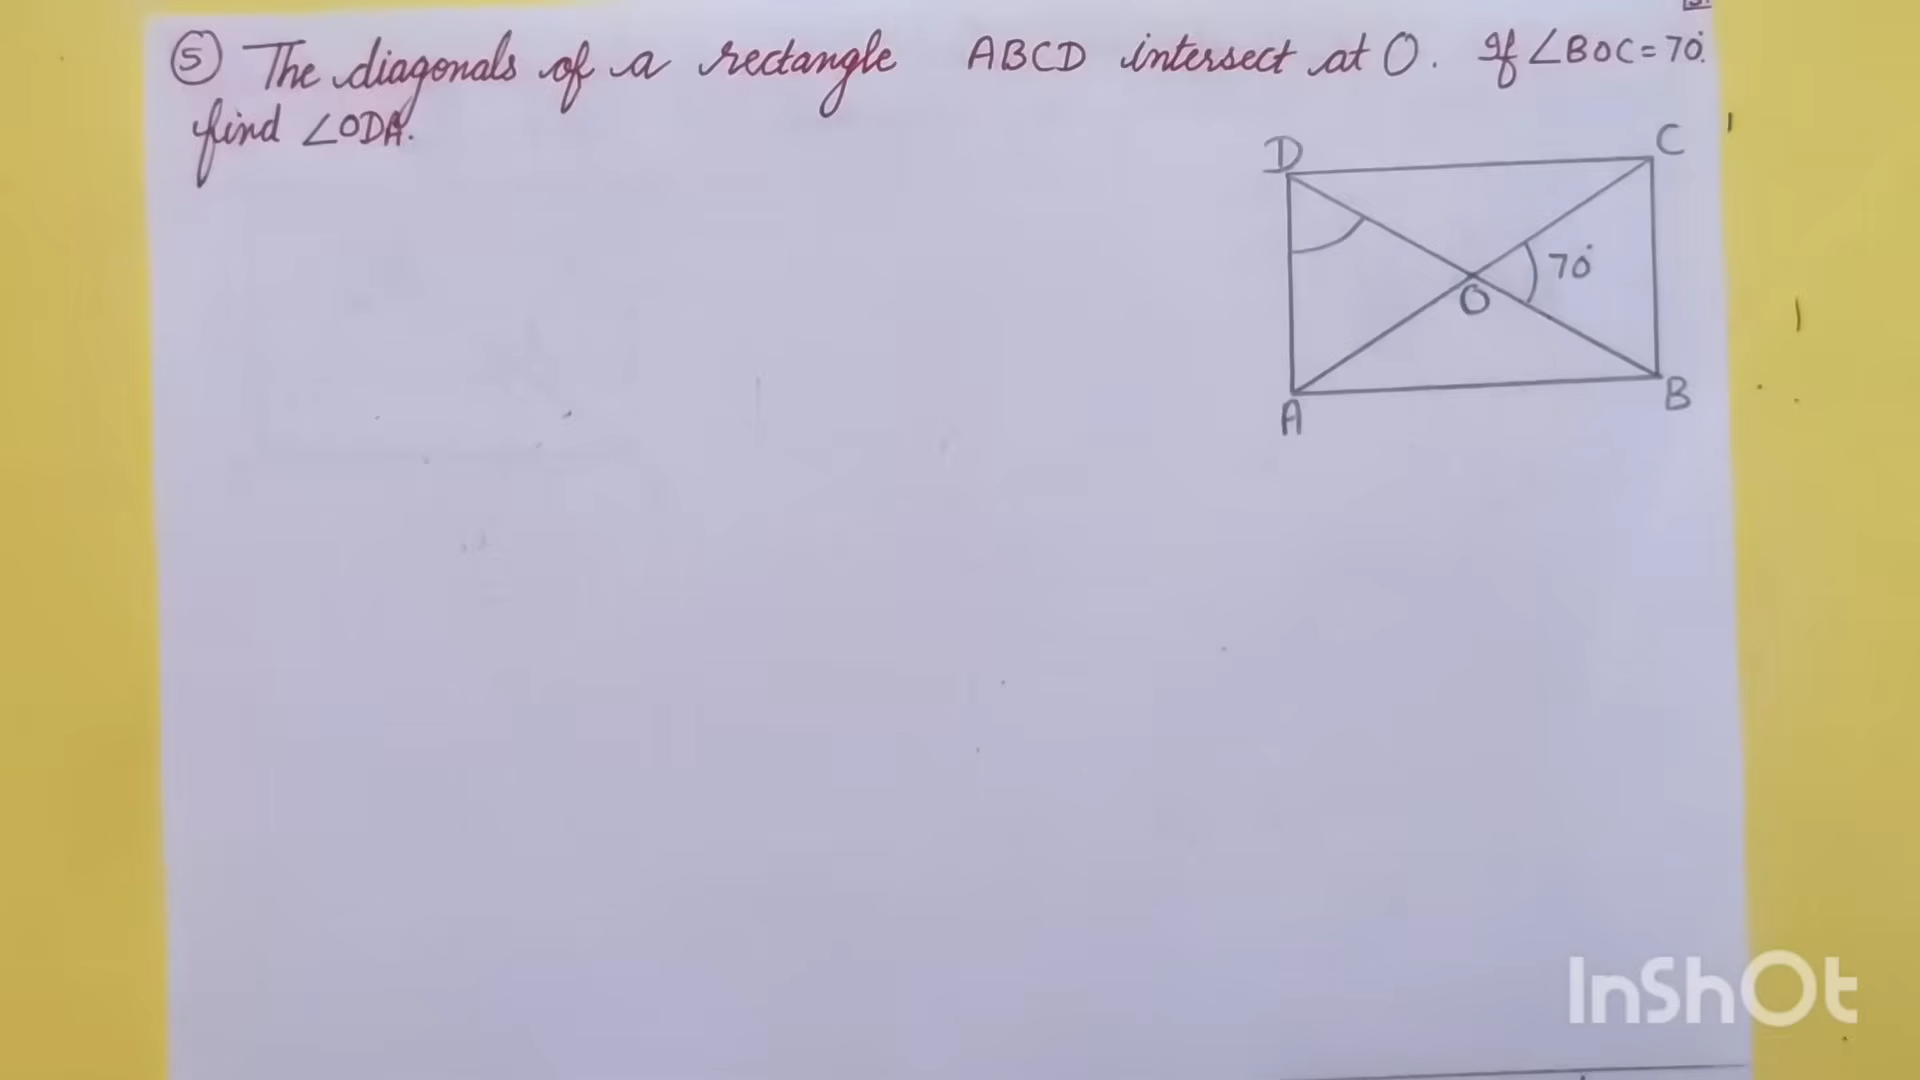 ⑤ The diagonals of a rectangle ABCD intersect at O. If ∠BOC = 70°.
find ∠ODA.
D C
70°
O
A B
InShOt